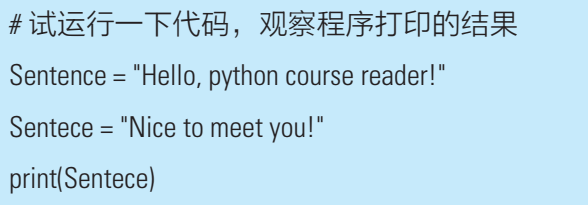 # 试运行一下代码，观察程序打印的结果
Sentence = "Hello, python course reader!"
Sentece = "Nice to meet you!"
print(Sentece)